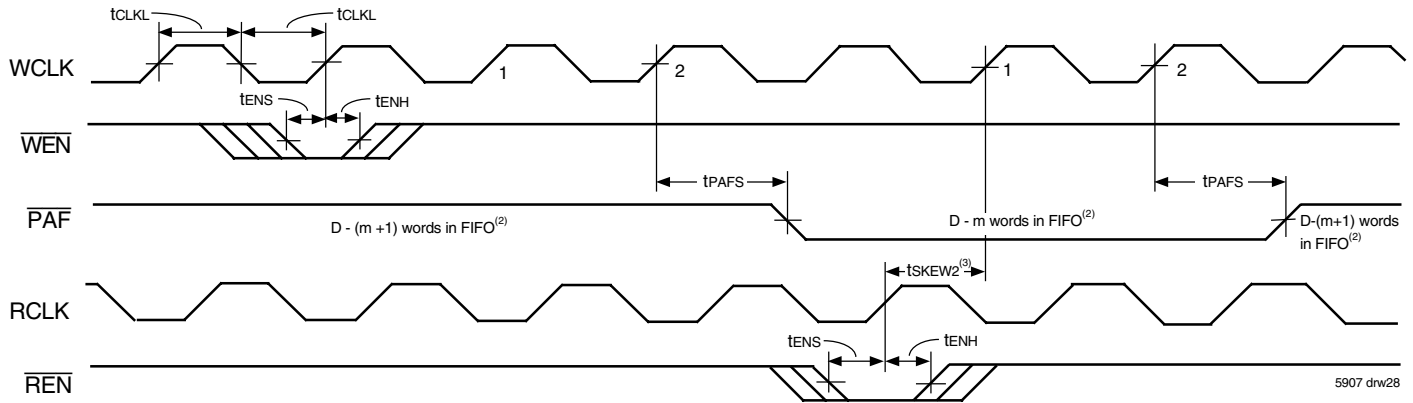 tCLKL tCLKL
WCLK
1 2 1 2
tENS tENH
WEN
tPAFS tPAFS
PAF
D - (m +1) words in FIFO(2)
D - m words in FIFO(2)
D-(m+1) words
in FIFO(2)
tSKEW2(3)
RCLK
tENS tENH
REN
5907 drw28